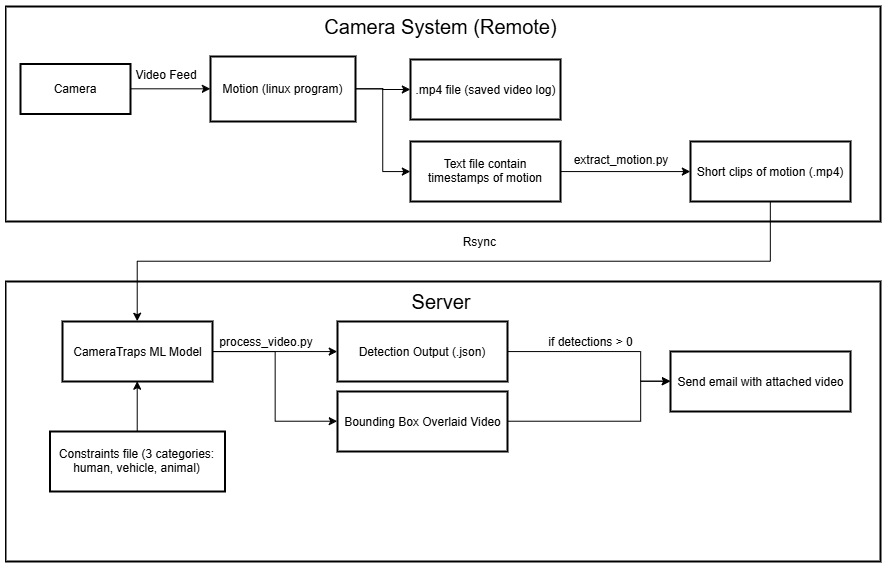 Camera System (Remote)
Camera
Video Feed
Motion (linux program)
.mp4 file (saved video log)
Text file contain
timestamps of motion
extract_motion.py
Short clips of motion (.mp4)
Rsync
Server
CameraTraps ML Model
process_video.py
Detection Output (.json)
if detections > 0
Send email with attached video
Bounding Box Overlaid Video
Constraints file (3 categories:
human, vehicle, animal)